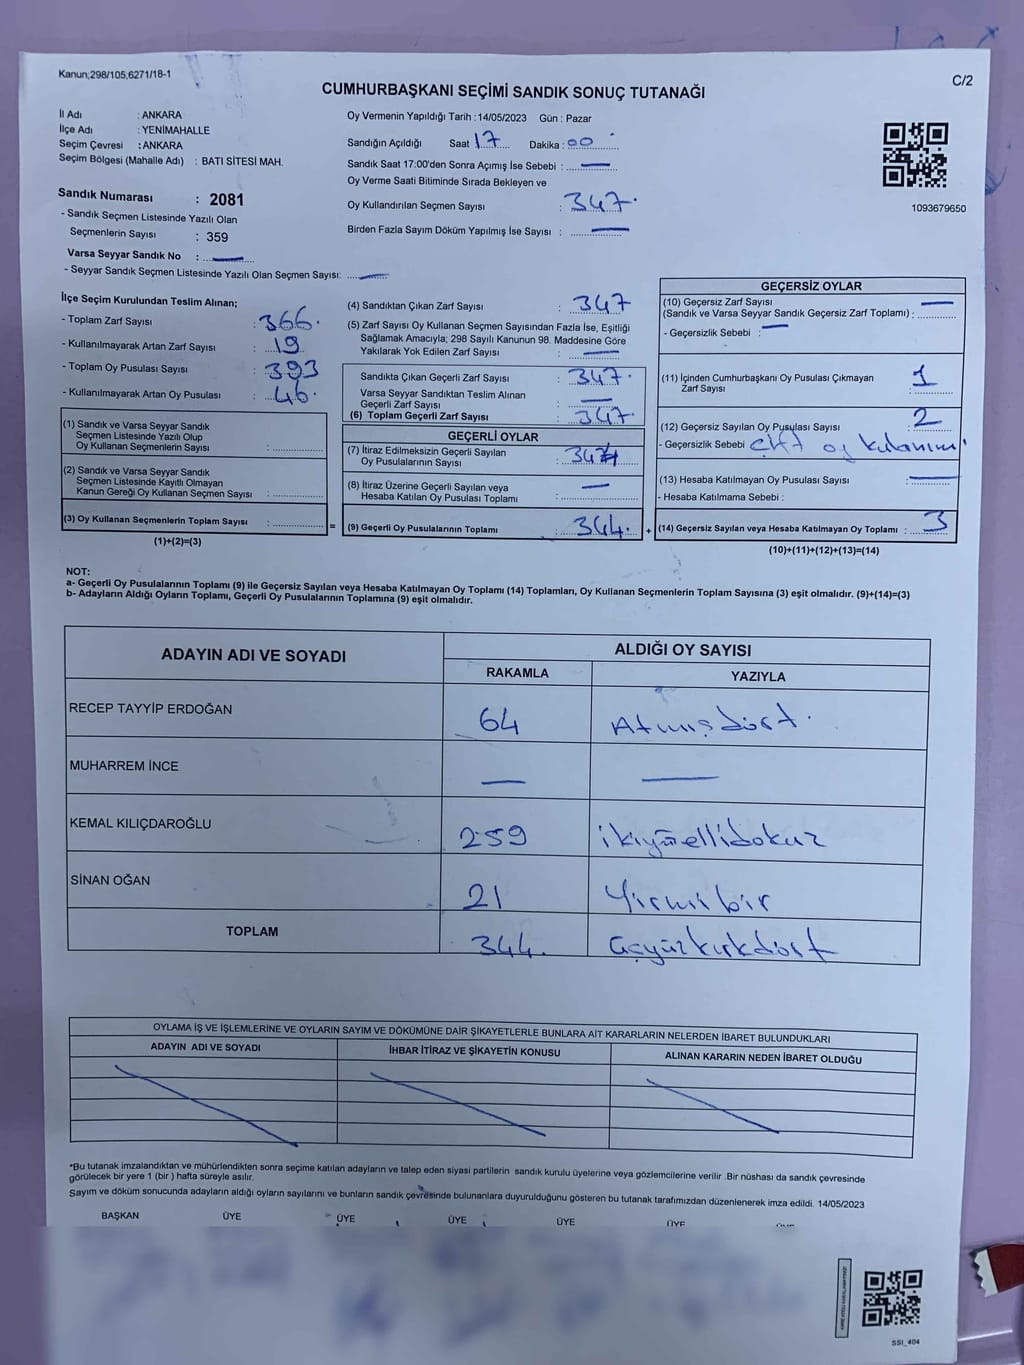 Kanun;298/105;6271/18-1
C/2
CUMHURBAŞKANI SEÇİMİ SANDIK SONUÇ TUTANAĞI
İl Adı : ANKARA
İlçe Adı : YENİMAHALLE
Seçim Çevresi : ANKARA
Seçim Bölgesi (Mahalle Adı) : BATI SİTESİ MAH.
Sandık Numarası : 2081
- Sandık Seçmen Listesinde Yazılı Olan
Seçmenlerin Sayısı : 359
Varsa Seyyar Sandık No : —
- Seyyar Sandık Seçmen Listesinde Yazılı Olan Seçmen Sayısı: —
Oy Vermenin Yapıldığı Tarih :14/05/2023 Gün : Pazar
Sandığın Açıldığı Saat 17 Dakika : 00
Sandık Saat 17:00'den Sonra Açımış İse Sebebi : —
Oy Verme Saati Bitiminde Sırada Bekleyen ve
Oy Kullandırılan Seçmen Sayısı : 347.
Birden Fazla Sayım Döküm Yapılmış İse Sayısı : —
1093679650
İlçe Seçim Kurulundan Teslim Alınan;
- Toplam Zarf Sayısı : 366.
- Kullanılmayarak Artan Zarf Sayısı : 19
- Toplam Oy Pusulası Sayısı : 393
- Kullanılmayarak Artan Oy Pusulası : 46.
(1) Sandık ve Varsa Seyyar Sandık
Seçmen Listesinde Yazılı Olup
Oy Kullanan Seçmenlerin Sayısı :
(2) Sandık ve Varsa Seyyar Sandık
Seçmen Listesinde Kayıtlı Olmayan
Kanun Gereği Oy Kullanan Seçmen Sayısı :
(3) Oy Kullanan Seçmenlerin Toplam Sayısı : =
(1)+(2)=(3)
(4) Sandıktan Çıkan Zarf Sayısı : 347
(5) Zarf Sayısı Oy Kullanan Seçmen Sayısından Fazla İse, Eşitliği
Sağlamak Amacıyla; 298 Sayılı Kanunun 98. Maddesine Göre
Yakılarak Yok Edilen Zarf Sayısı : —
Sandıkta Çıkan Geçerli Zarf Sayısı : 347.
Varsa Seyyar Sandıktan Teslim Alınan
Geçerli Zarf Sayısı : —
(6) Toplam Geçerli Zarf Sayısı : 347.
GEÇERLİ OYLAR
(7) İtiraz Edilmeksizin Geçerli Sayılan
Oy Pusulalarının Sayısı : 344
(8) İtiraz Üzerine Geçerli Sayılan veya
Hesaba Katılan Oy Pusulası Toplamı : —
(9) Geçerli Oy Pusulalarının Toplamı : 344. +
GEÇERSİZ OYLAR
(10) Geçersiz Zarf Sayısı —
(Sandık ve Varsa Seyyar Sandık Geçersiz Zarf Toplamı) :
- Geçersizlik Sebebi : —
(11) İçinden Cumhurbaşkanı Oy Pusulası Çıkmayan
Zarf Sayısı : 1
(12) Geçersiz Sayılan Oy Pusulası Sayısı : 2
- Geçersizlik Sebebi : çift oy kulanımı
(13) Hesaba Katılmayan Oy Pusulası Sayısı : —
- Hesaba Katılmama Sebebi :
(14) Geçersiz Sayılan veya Hesaba Katılmayan Oy Toplamı : 3
(10)+(11)+(12)+(13)=(14)
NOT:
a- Geçerli Oy Pusulalarının Toplamı (9) ile Geçersiz Sayılan veya Hesaba Katılmayan Oy Toplamı (14) Toplamları, Oy Kullanan Seçmenlerin Toplam Sayısına (3) eşit olmalıdır. (9)+(14)=(3)
b- Adayların Aldığı Oyların Toplamı, Geçerli Oy Pusulalarının Toplamına (9) eşit olmalıdır.
ADAYIN ADI VE SOYADI
ALDIĞI OY SAYISI
RAKAMLA YAZIYLA
RECEP TAYYİP ERDOĞAN 64 Atmışdört.
MUHARREM İNCE — —
KEMAL KILIÇDAROĞLU 259 ikiyüzellidokuz
SİNAN OĞAN 21 Yirmibir
TOPLAM 344. üçyüzkırkdört
OYLAMA İŞ VE İŞLEMLERİNE VE OYLARIN SAYIM VE DÖKÜMÜNE DAİR ŞİKAYETLERLE BUNLARA AİT KARARLARIN NELERDEN İBARET BULUNDUKLARI
ADAYIN ADI VE SOYADI İHBAR İTİRAZ VE ŞİKAYETİN KONUSU ALINAN KARARIN NEDEN İBARET OLDUĞU
*Bu tutanak imzalandıktan ve mühürlendikten sonra seçime katılan adayların ve talep eden siyasi partilerin sandık kurulu üyelerine veya gözlemcilerine verilir .Bir nüshası da sandık çevresinde
görülecek bir yere 1 (bir ) hafta süreyle asılır.
Sayım ve döküm sonucunda adayların aldığı oyların sayılarını ve bunların sandık çevresinde bulunanlara duyurulduğunu gösteren bu tutanak tarafımızdan düzenlenerek imza edildi. 14/05/2023
BAŞKAN ÜYE ÜYE ÜYE ÜYE ÜYE
SSI_404